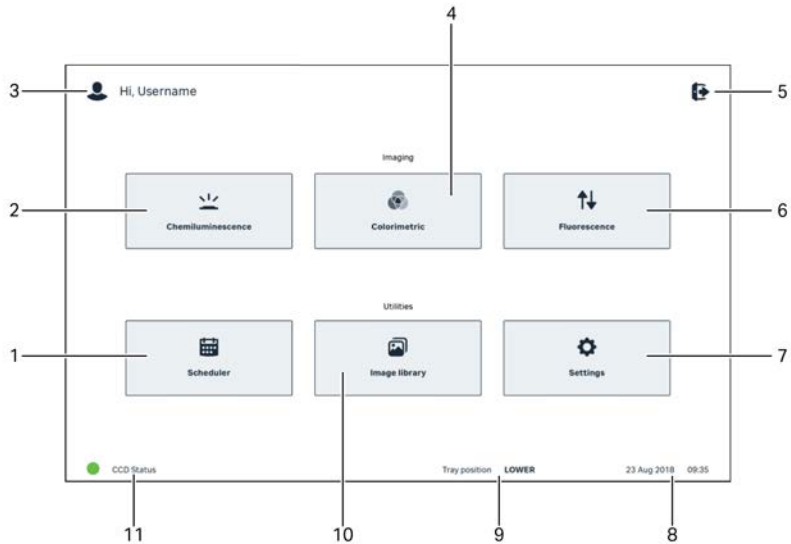 4
3
Hi, Username
5
Imaging
2
Chemiluminescence
Colorimetric
Fluorescence
6
Utilities
1
Scheduler
Image library
Settings
7
CCD Status
Tray position LOWER
23 Aug 2018 09:35
11
10
9
8